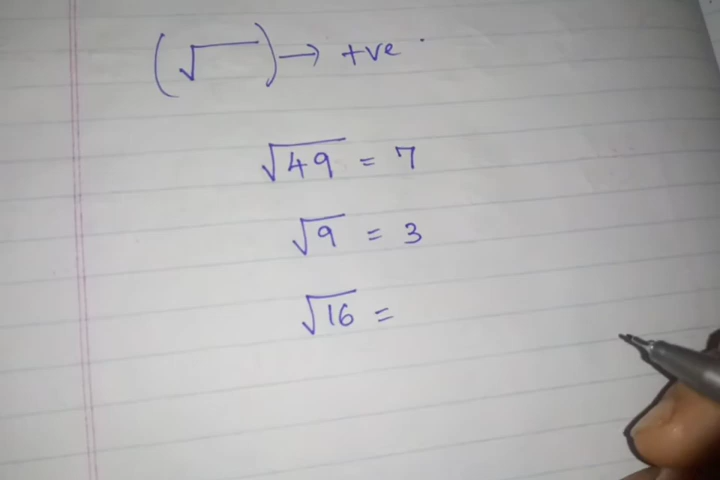 (√ ) → +ve
√49 = 7
√9 = 3
√16 =